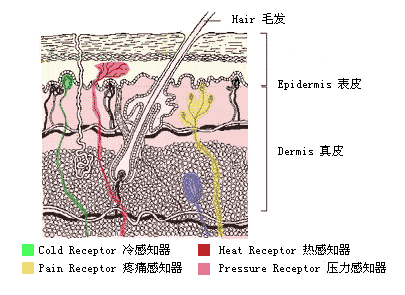 Hair 毛发
Epidermis 表皮
Dermis 真皮
Cold Receptor 冷感知器
Heat Receptor 热感知器
Pain Receptor 疼痛感知器
Pressure Receptor 压力感知器